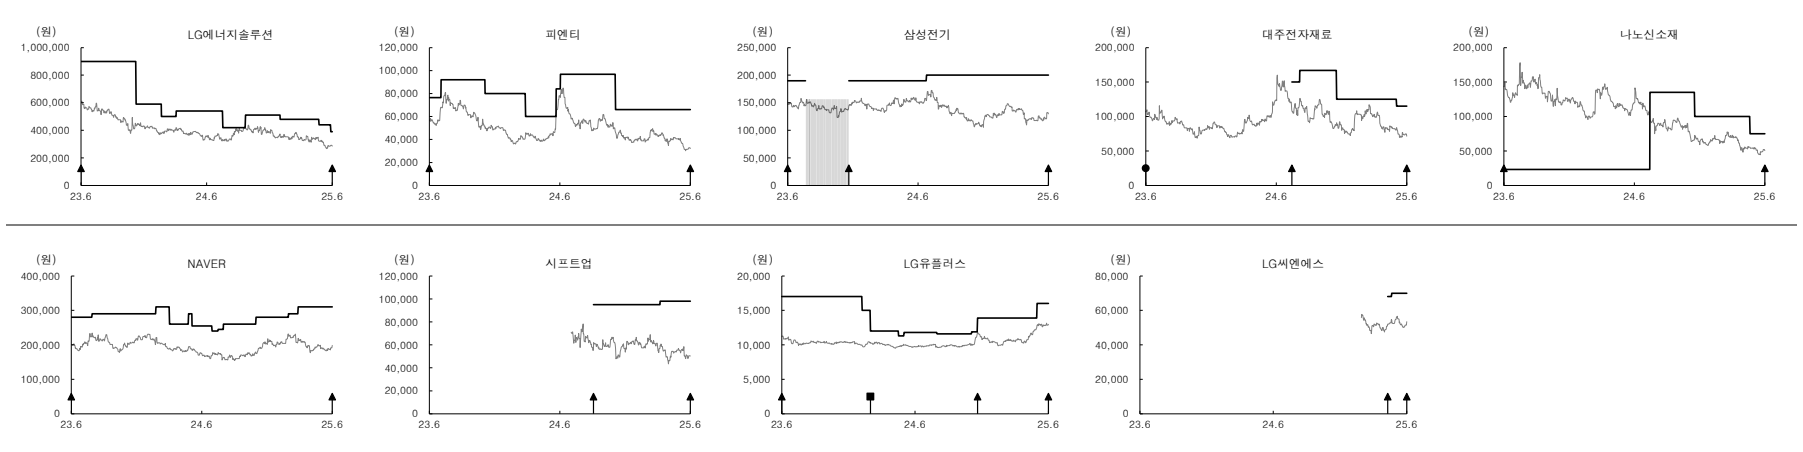 (원) LG에너지솔루션
1,000,000
800,000
600,000
400,000
200,000
0
23.6 24.6 25.6
(원) 피엔티
120,000
100,000
80,000
60,000
40,000
20,000
0
23.6 24.6 25.6
(원) 삼성전기
250,000
200,000
150,000
100,000
50,000
0
23.6 24.6 25.6
(원) 대주전자재료
200,000
150,000
100,000
50,000
0
23.6 24.6 25.6
(원) 나노신소재
200,000
150,000
100,000
50,000
0
23.6 24.6 25.6
(원) NAVER
400,000
300,000
200,000
100,000
0
23.6 24.6 25.6
(원) 시프트업
120,000
100,000
80,000
60,000
40,000
20,000
0
23.6 24.6 25.6
(원) LG유플러스
20,000
15,000
10,000
5,000
0
23.6 24.6 25.6
(원) LG씨엔에스
80,000
60,000
40,000
20,000
0
23.6 24.6 25.6